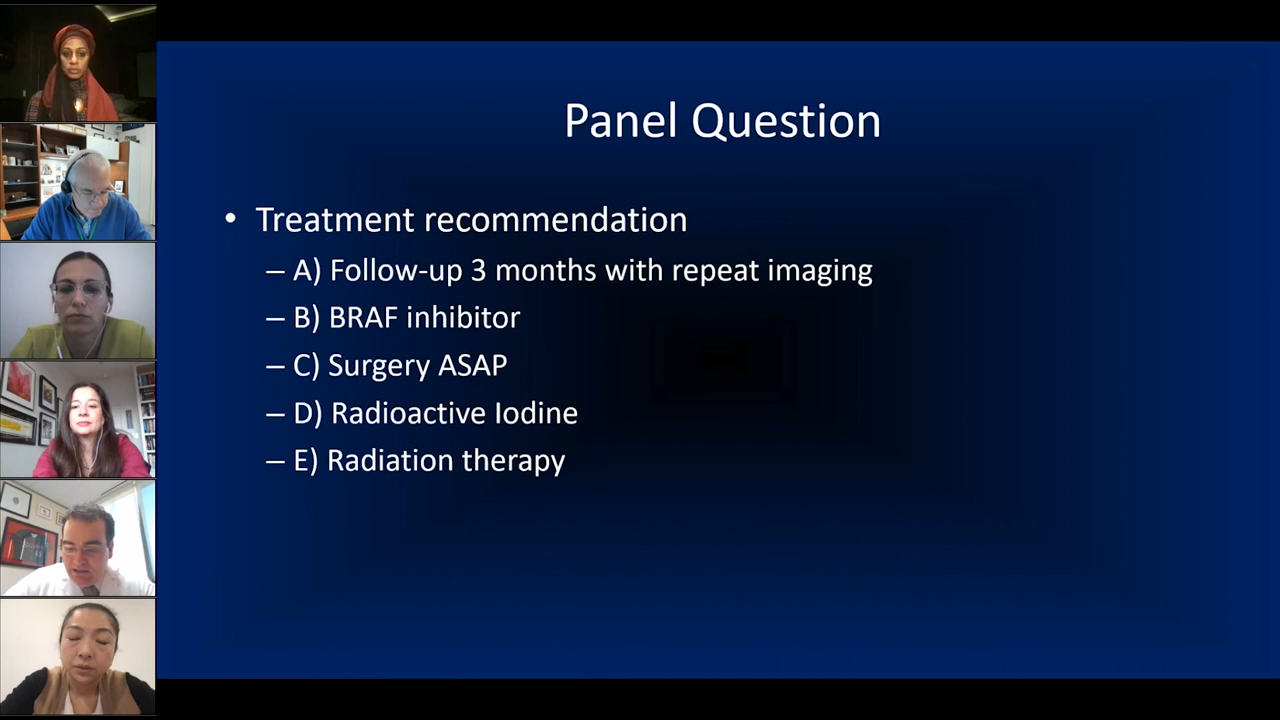 Panel Question
• Treatment recommendation
– A) Follow-up 3 months with repeat imaging
– B) BRAF inhibitor
– C) Surgery ASAP
– D) Radioactive Iodine
– E) Radiation therapy